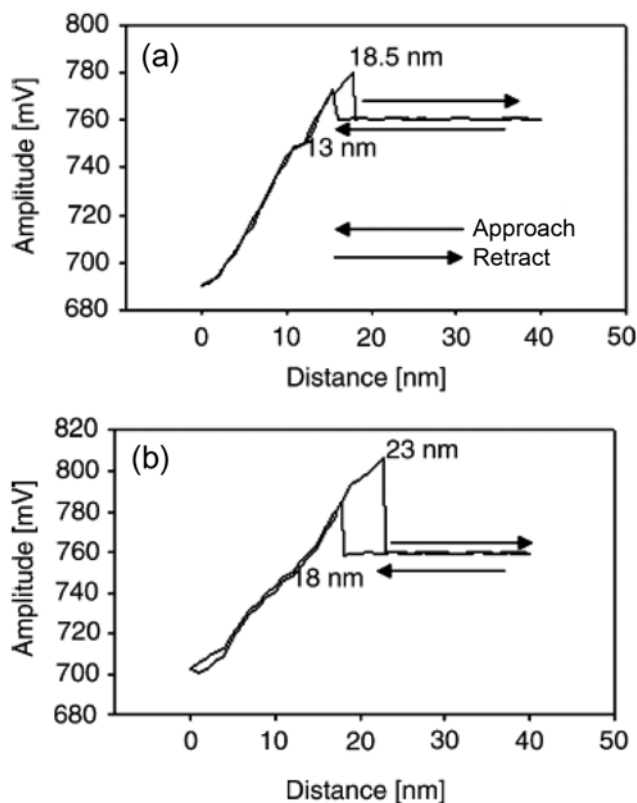 (a)
Amplitude [mV]
800
780
760
740
720
700
680
18.5 nm
13 nm
Approach
Retract
0 10 20 30 40 50
Distance [nm]
(b)
Amplitude [mV]
820
800
780
760
740
720
700
680
23 nm
18 nm
0 10 20 30 40 50
Distance [nm]